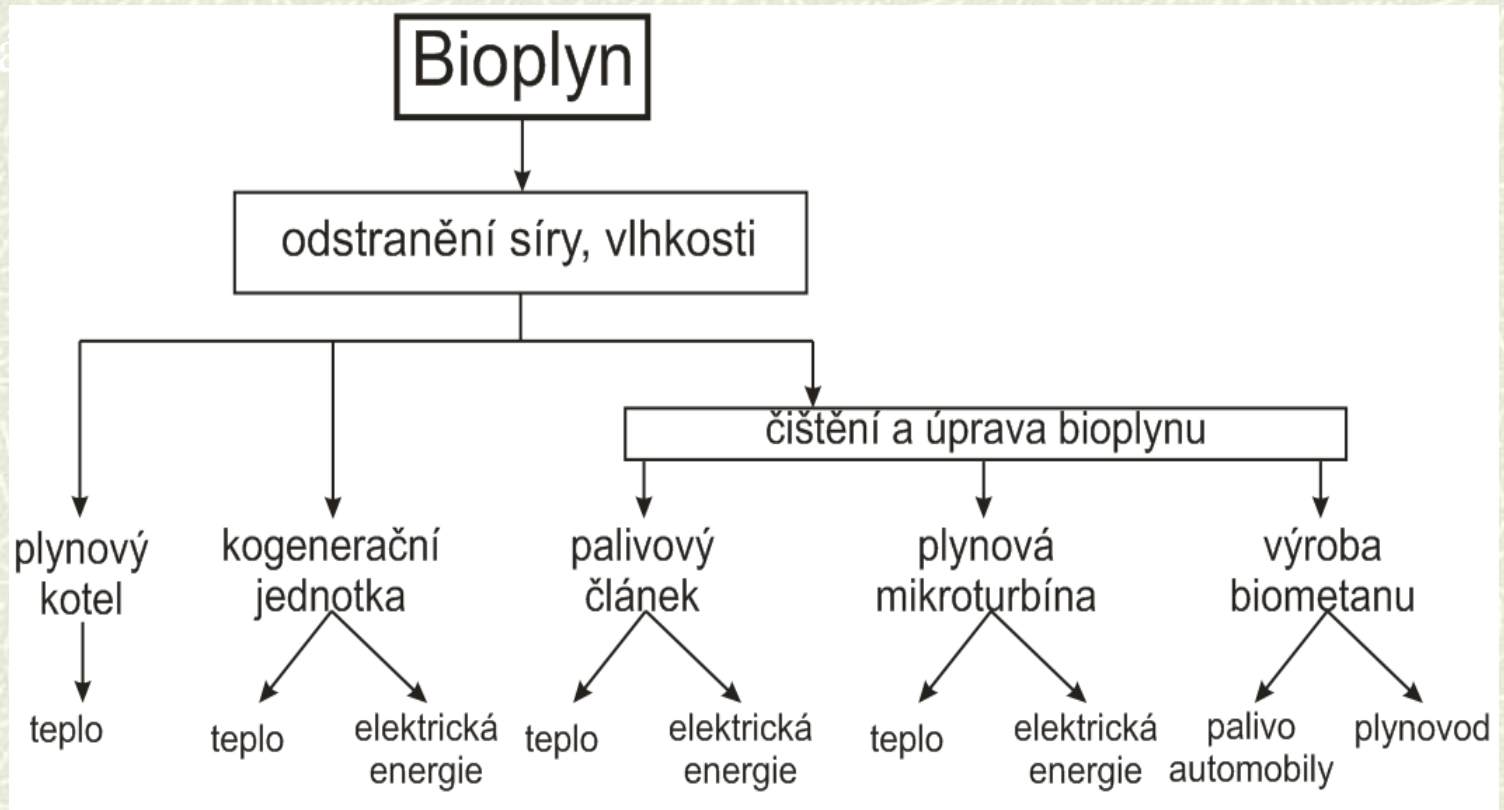 Bioplyn
odstranění síry, vlhkosti
čištění a úprava bioplynu
plynový
kotel
kogenerační
jednotka
palivový
článek
plynová
mikroturbína
výroba
biometanu
teplo
teplo
elektrická
energie
teplo
elektrická
energie
teplo
elektrická
energie
palivo
automobily
plynovod